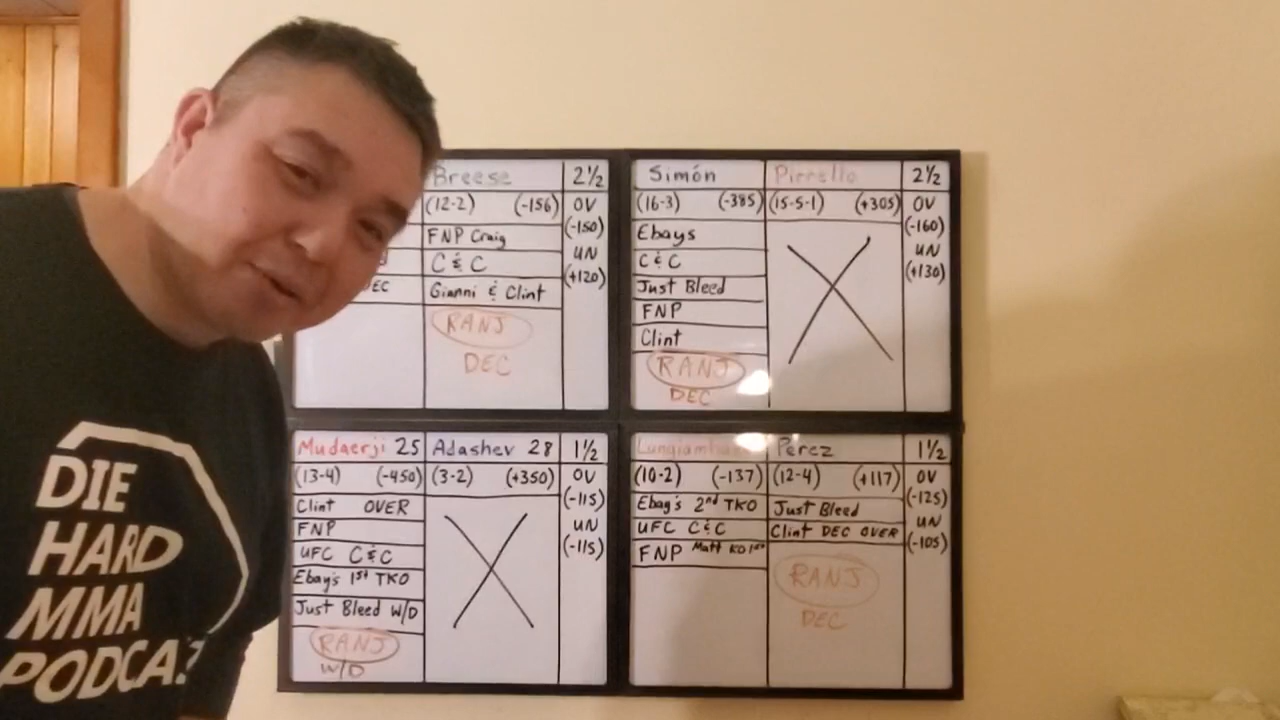 DIE
HARD
MMA
Breese 2½
(12-2) (-156) OV
(-150)
FNP Craig
UN
C & C
(+120)
EC
Gianni & Clint
RANJ
DEC
Simón Pirrello 2½
(16-3) (-385) (15-5-1) (+305) OV
(-160)
Ebays
UN
C & C
(+130)
Just Bleed
FNP
Clint
RANJ
DEC
Mudaerji 25 Adashev 28 1½
(13-4) (-450) (3-2) (+350) OV
(-115)
Clint OVER
UN
FNP
(-115)
UFC C & C
Ebay's 1st TKO
Just Bleed W/D
RANJ
W/D
Perez 1½
(10-2) (-137) (12-4) (+117) OV
(-125)
Ebag's 2nd TKO Just Bleed
UN
UFC C & C Clint DEC OVER
(-105)
FNP Matt KO 1st
RANJ
DEC